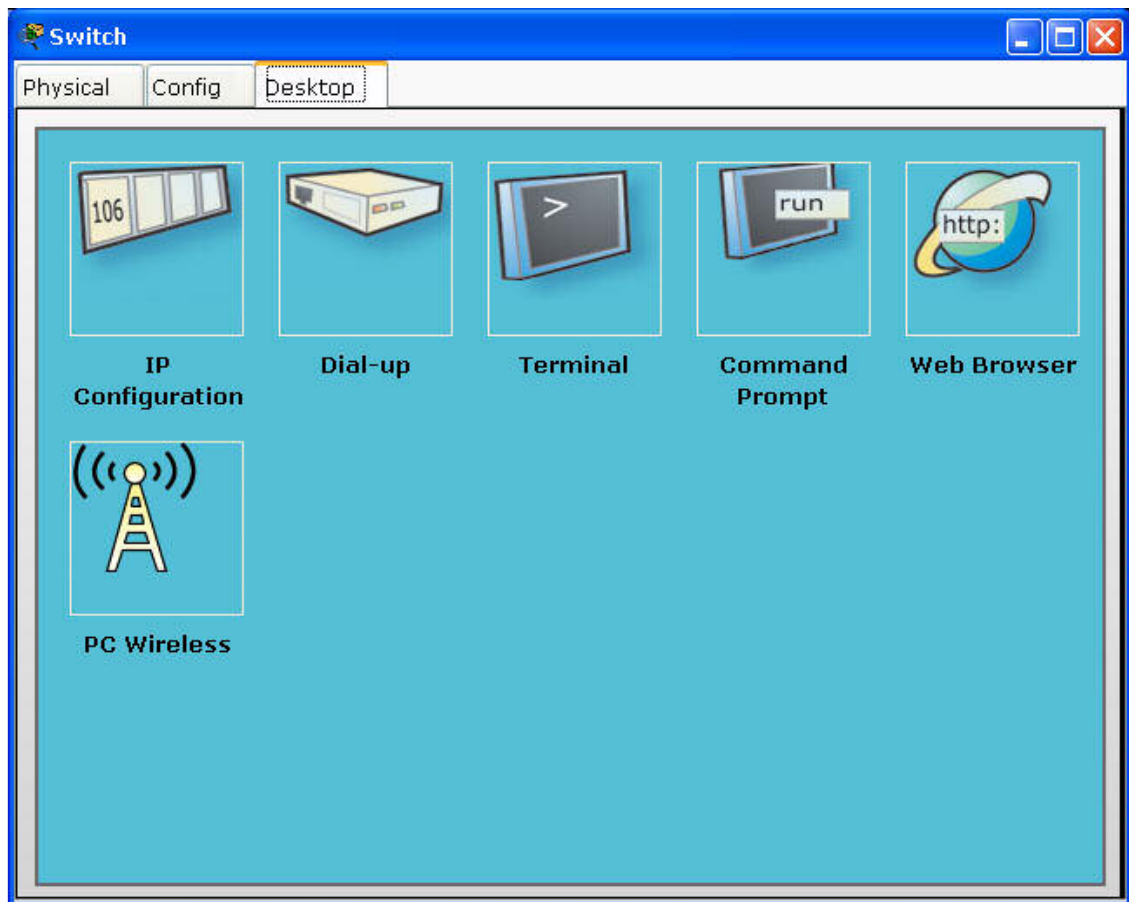 Switch
Physical Config Desktop
106
>
run
http:
IP
Configuration
Dial-up
Terminal
Command
Prompt
Web Browser
PC Wireless